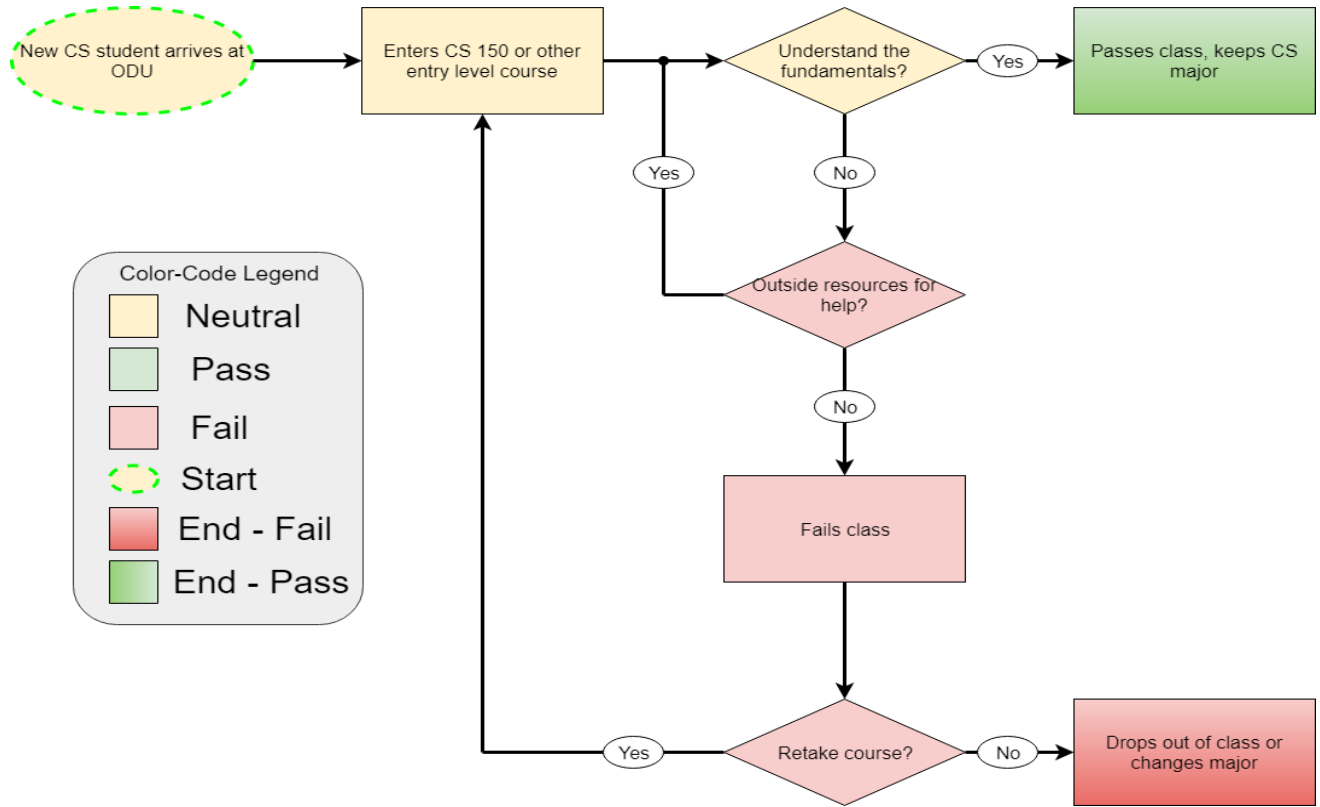 New CS student arrives at
ODU
Enters CS 150 or other
entry level course
Understand the
fundamentals?
Yes
Passes class, keeps CS
major
Yes
No
Outside resources for
help?
No
Fails class
Retake course?
Yes
No
Drops out of class or
changes major
Color-Code Legend
Neutral
Pass
Fail
Start
End - Fail
End - Pass